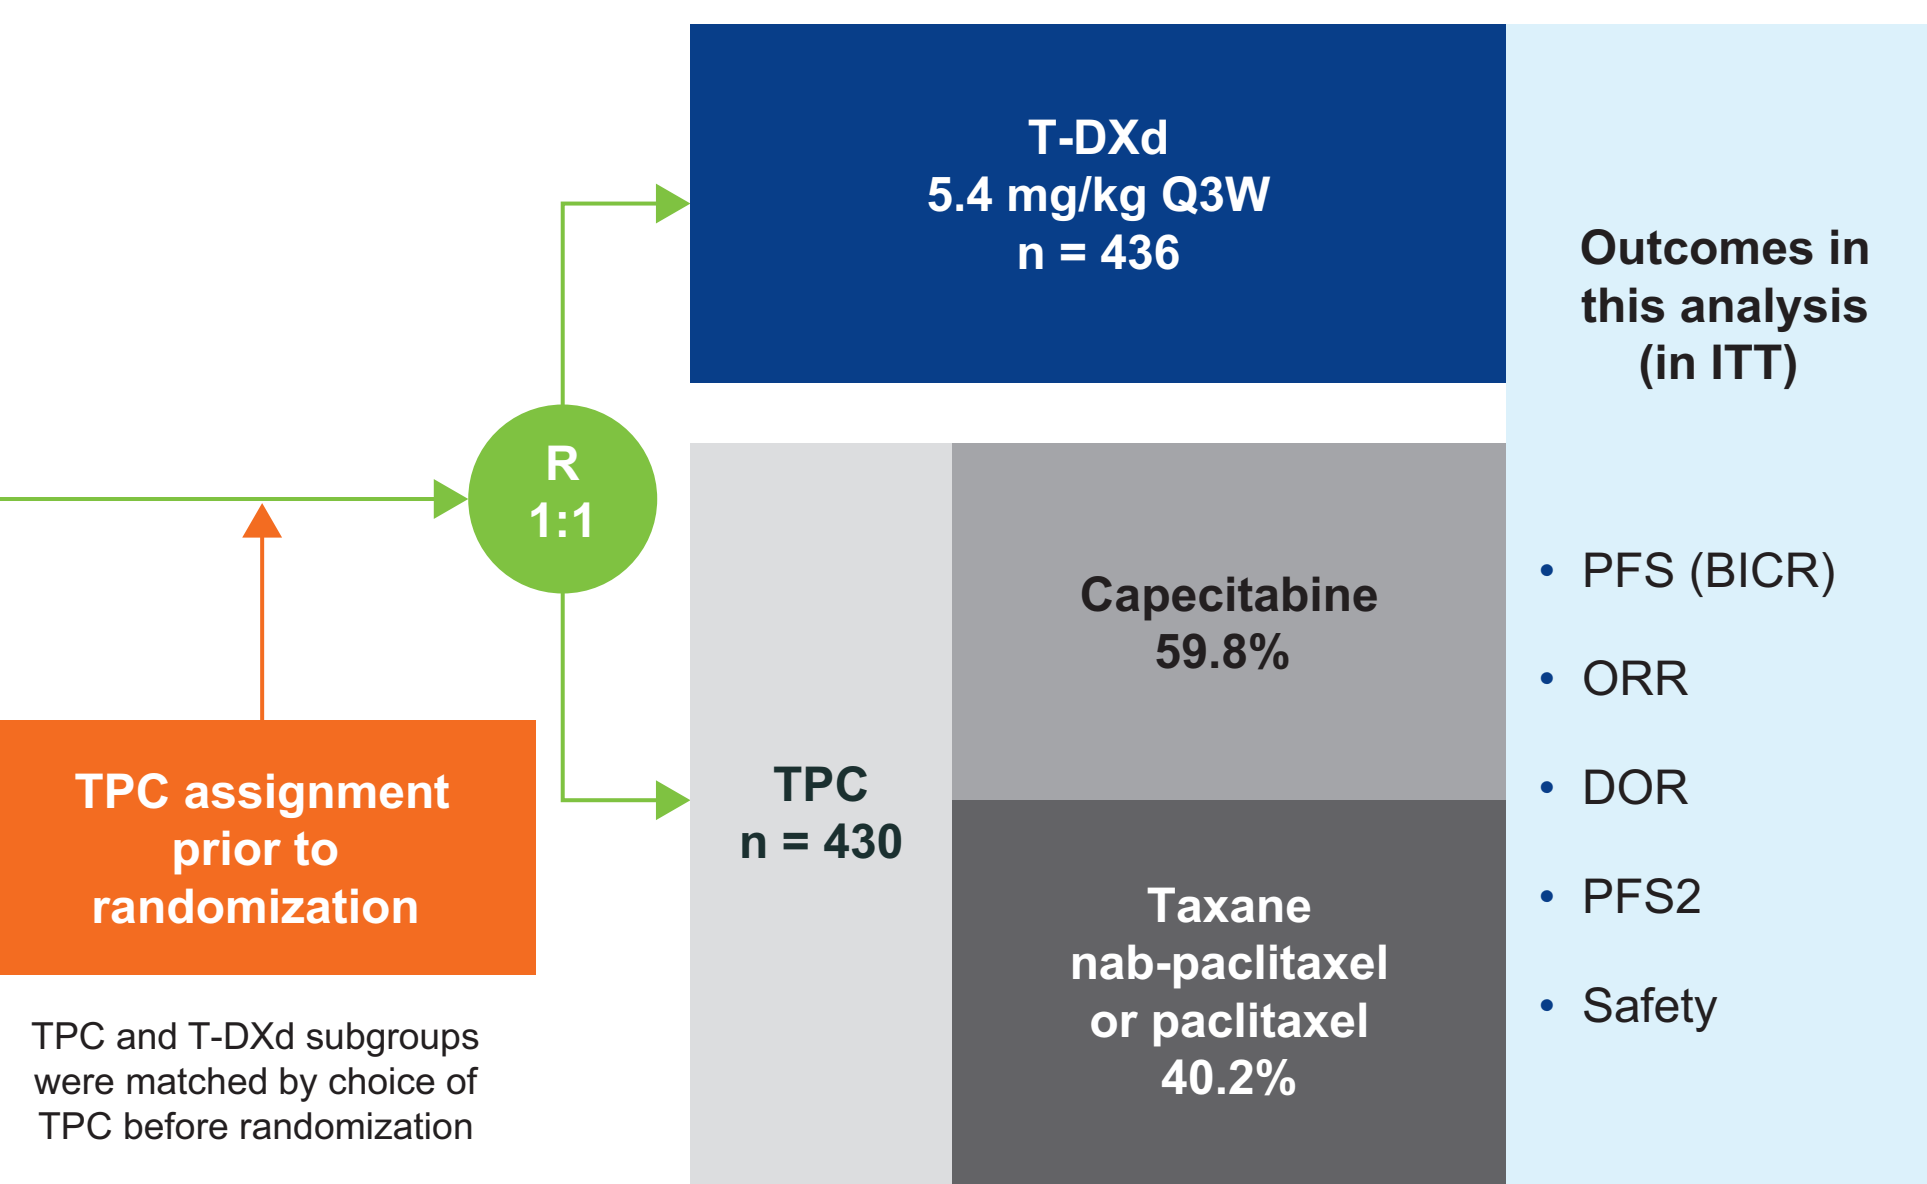 T-DXd
5.4 mg/kg Q3W
n = 436
R
1:1
TPC assignment
prior to
randomization
TPC and T-DXd subgroups
were matched by choice of
TPC before randomization
TPC
n = 430
Capecitabine
59.8%
Taxane
nab-paclitaxel
or paclitaxel
40.2%
Outcomes in
this analysis
(in ITT)
• PFS (BICR)
• ORR
• DOR
• PFS2
• Safety